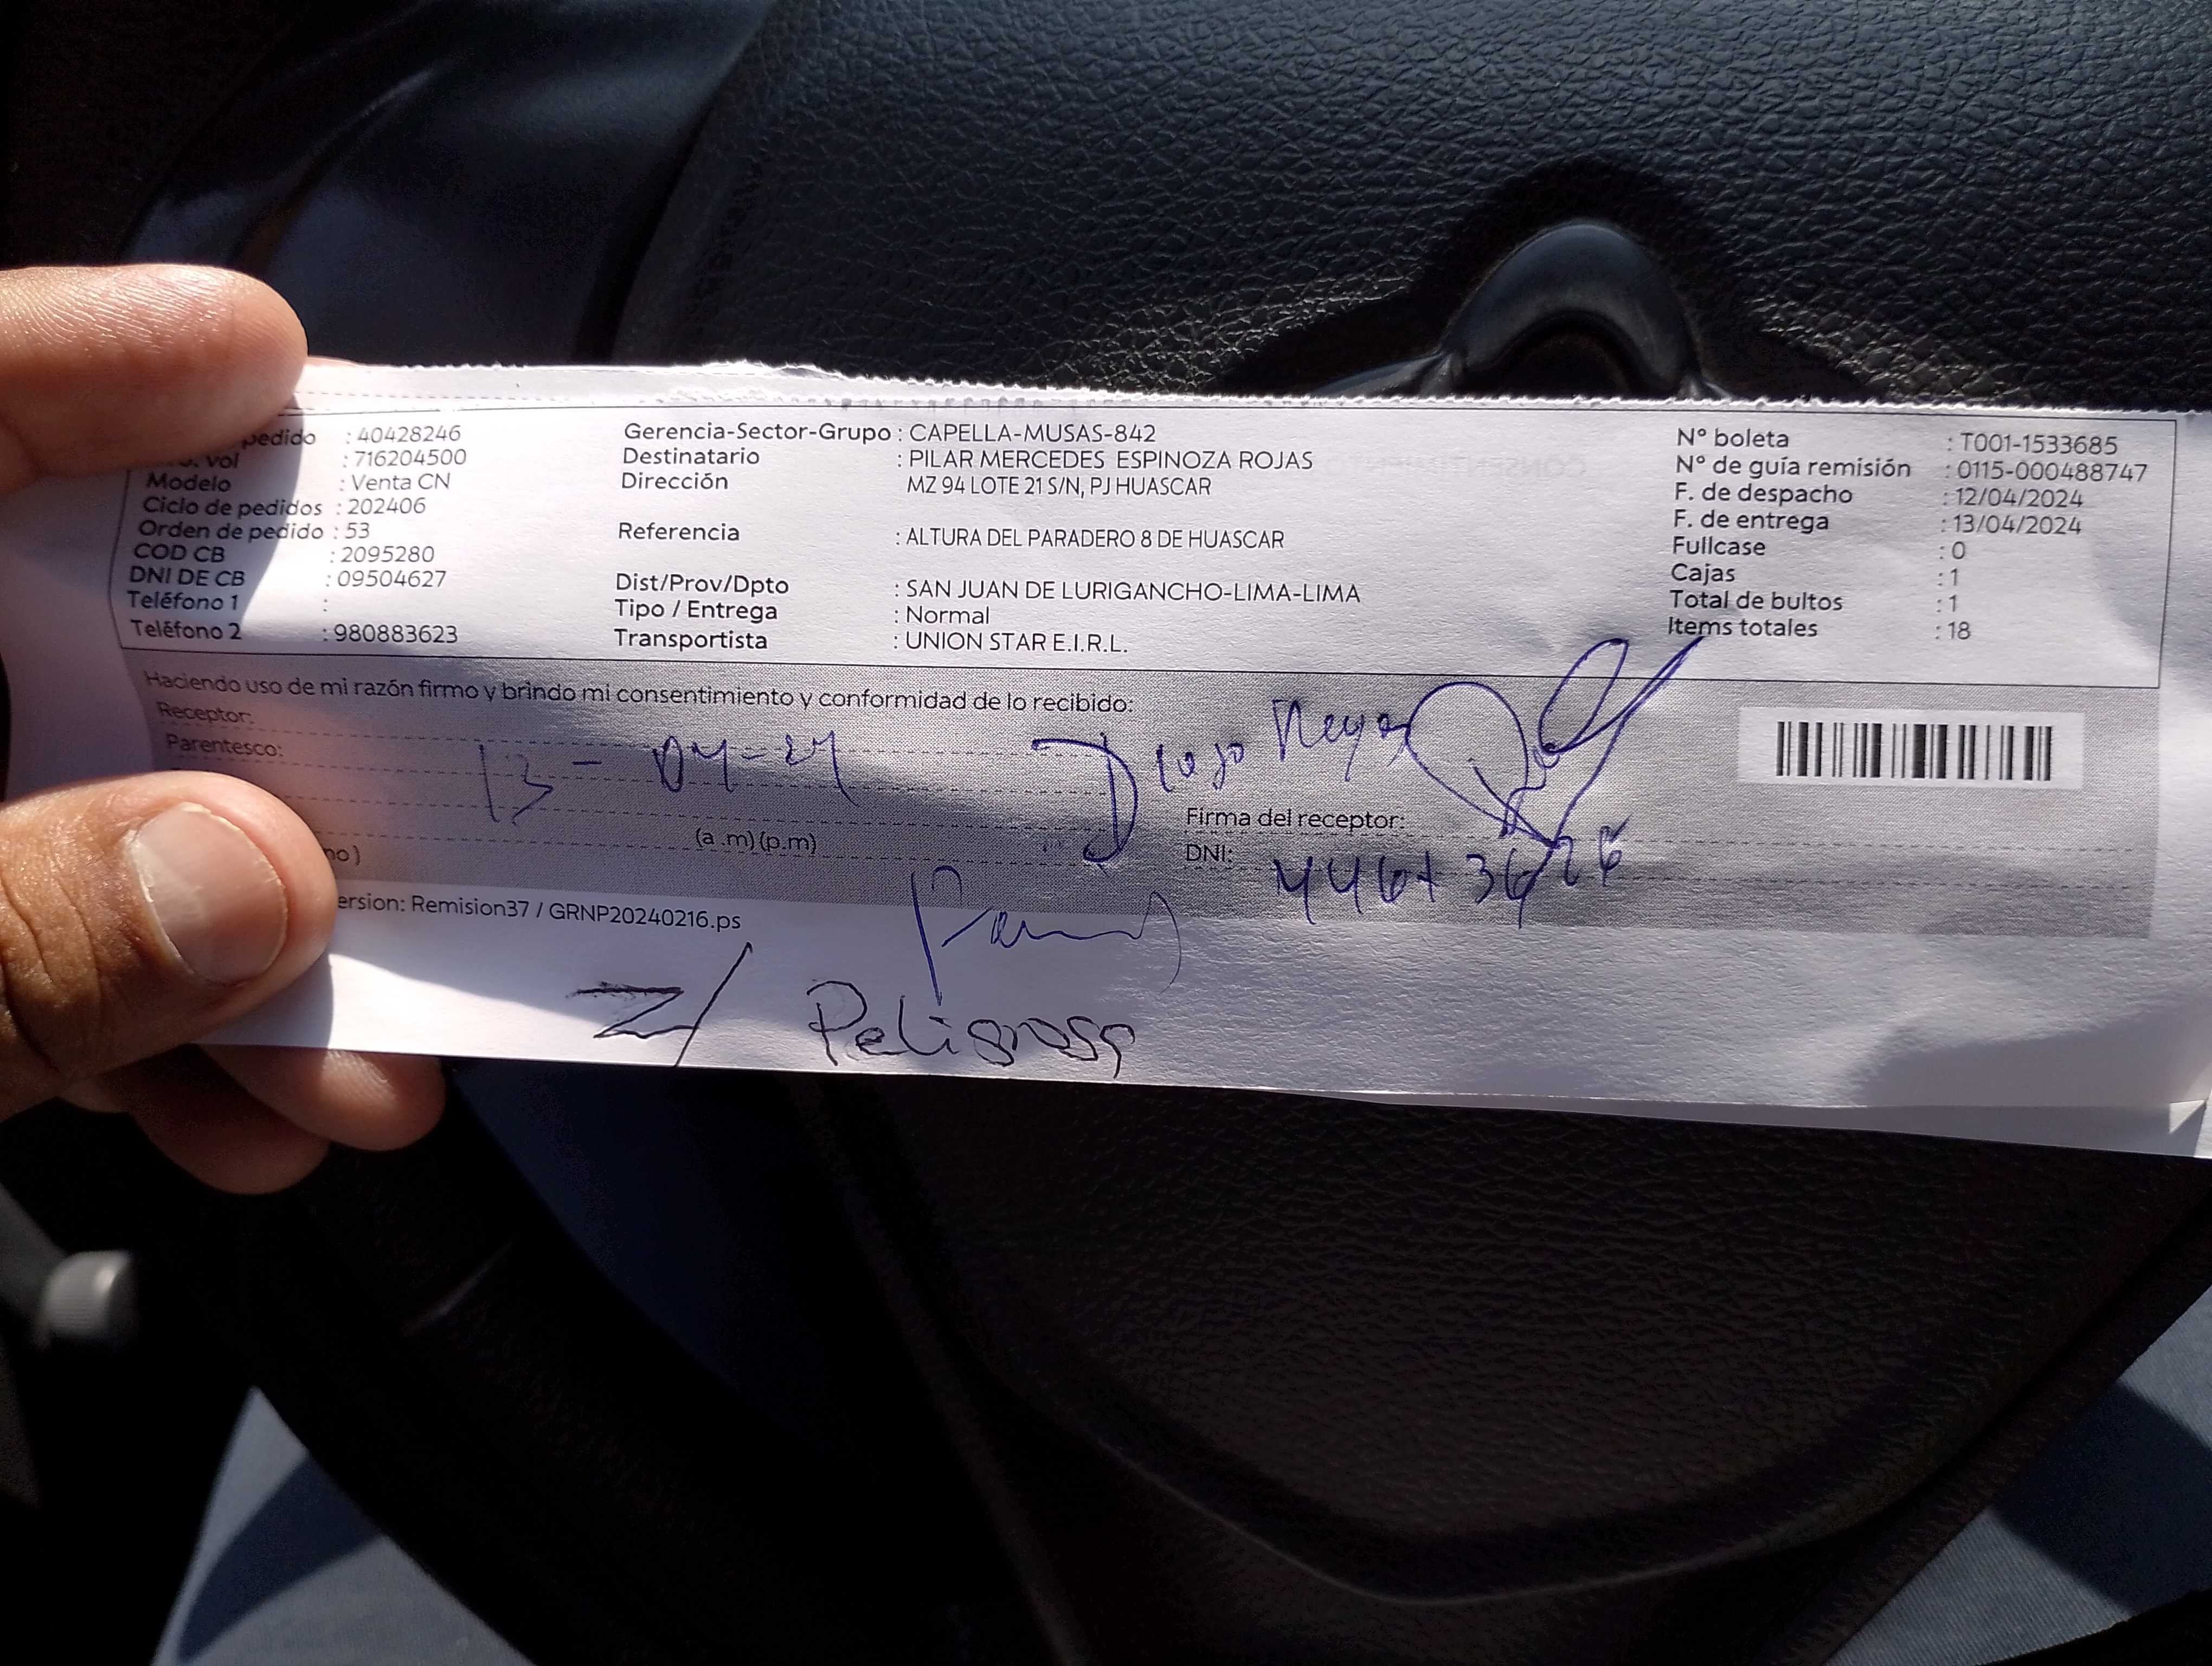 pedido : 40428246
vol : 716204500
Modelo : Venta CN
Ciclo de pedidos : 202406
Orden de pedido : 53
COD CB : 2095280
DNI DE CB : 09504627
Teléfono 1 :
Teléfono 2 : 980883623
Gerencia-Sector-Grupo : CAPELLA-MUSAS-842
Destinatario : PILAR MERCEDES ESPINOZA ROJAS
Dirección MZ 94 LOTE 21 S/N, PJ HUASCAR
Referencia : ALTURA DEL PARADERO 8 DE HUASCAR
Dist/Prov/Dpto : SAN JUAN DE LURIGANCHO-LIMA-LIMA
Tipo / Entrega : Normal
Transportista : UNION STAR E.I.R.L.
N° boleta : T001-1533685
N° de guía remisión : 0115-000488747
F. de despacho : 12/04/2024
F. de entrega : 13/04/2024
Fullcase : 0
Cajas : 1
Total de bultos : 1
Items totales : 18
Haciendo uso de mi razón firmo y brindo mi consentimiento y conformidad de lo recibido:
Receptor:
Parentesco:
13 - 04-24
(a .m) (p.m)
no)
Firma del receptor:
DNI:
ersion: Remision37 / GRNP20240216.ps
Z/ Peligrosa